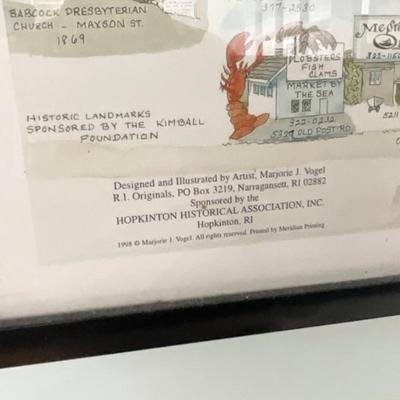 BABCOCK PRESBYTERIAN
CHURCH - MAXSON ST.
1869
377-2530
LOBSTERS
FISH
CLAMS
MARKET BY
THE SEA
322-0232
5327 OLD POST RD.
HISTORIC LANDMARKS
SPONSORED BY THE KIMBALL
FOUNDATION
Designed and Illustrated by Artist, Marjorie J. Vogel
R.I. Originals, PO Box 3219, Narragansett, RI 02882
Sponsored by the
HOPKINTON HISTORICAL ASSOCIATION, INC.
Hopkinton, RI
1998 © Marjorie J. Vogel. All rights reserved. Printed by Meridian Printing